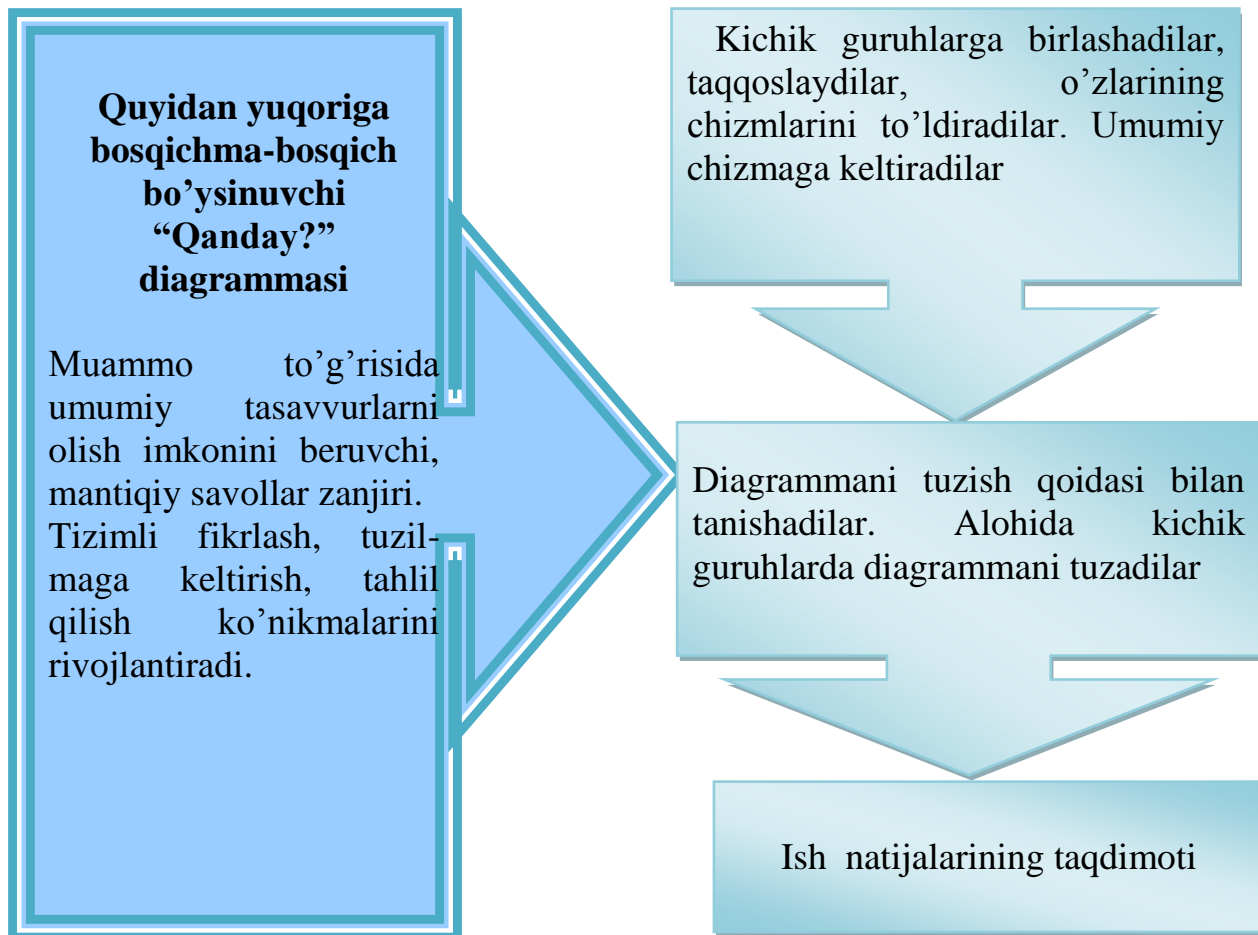 Quyidan yuqoriga
bosqichma-bosqich
bo’ysinuvchi
“Qanday?”
diagrammasi
Muammo to’g’risida
umumiy tasavvurlarni
olish imkonini beruvchi,
mantiqiy savollar zanjiri.
Tizimli fikrlash, tuzil-
maga keltirish, tahlil
qilish ko’nikmalarini
rivojlantiradi.
Kichik guruhlarga birlashadilar,
taqqoslaydilar, o’zlarining
chizmlarini to’ldiradilar. Umumiy
chizmaga keltiradilar
Diagrammani tuzish qoidasi bilan
tanishadilar. Alohida kichik
guruhlarda diagrammani tuzadilar
Ish natijalarining taqdimoti